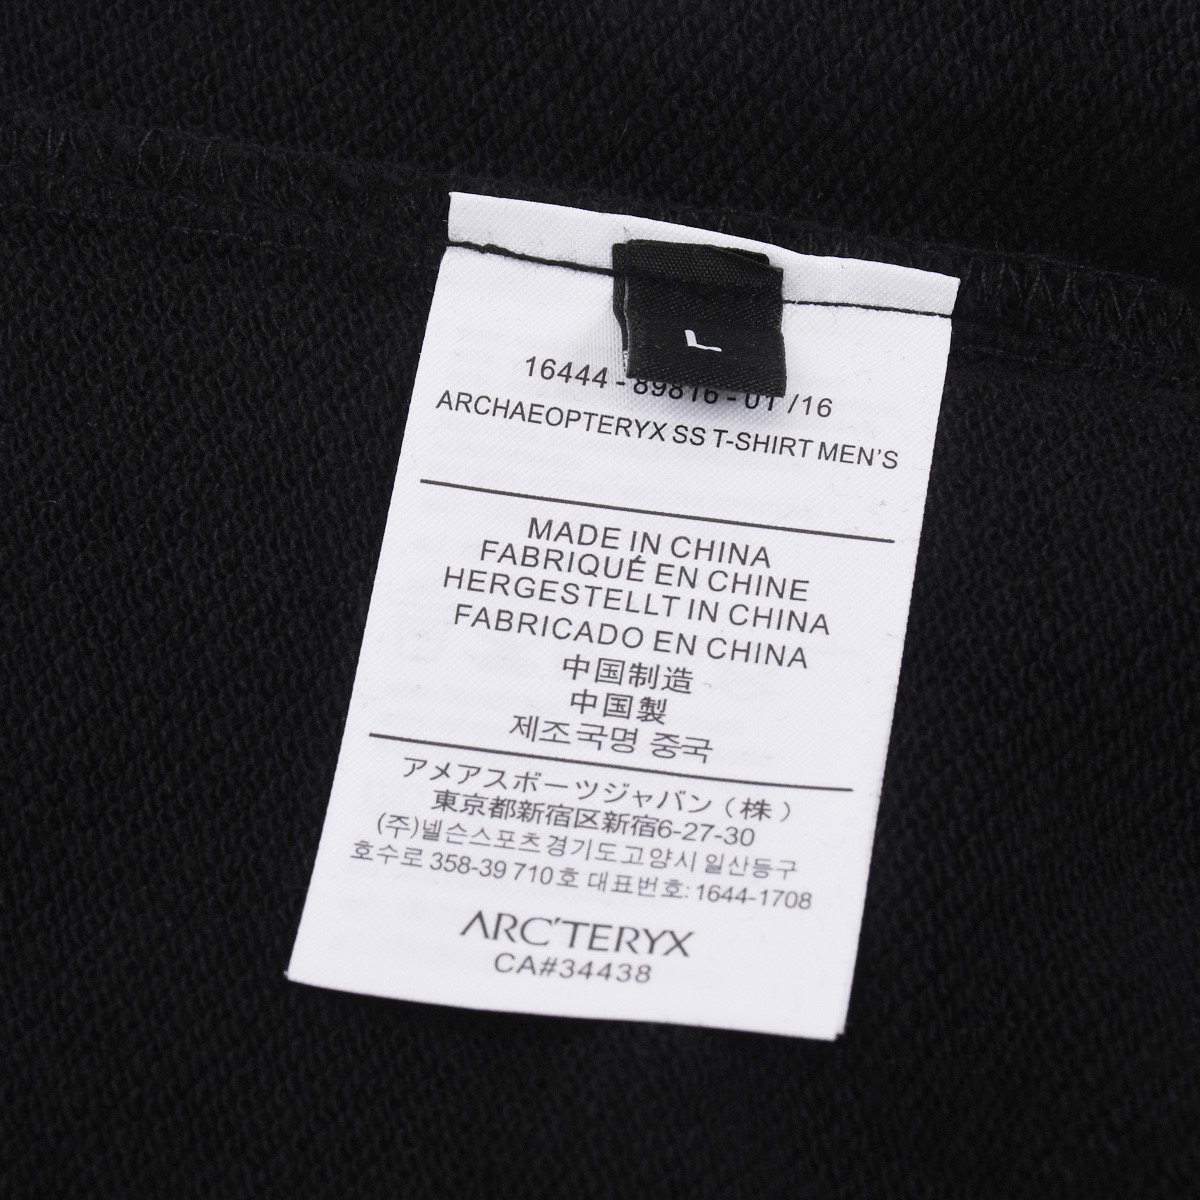 L
16444 - 89816 - 01 /16
ARCHAEOPTERYX SS T-SHIRT MEN'S
MADE IN CHINA
FABRIQUÉ EN CHINE
HERGESTELLT IN CHINA
FABRICADO EN CHINA
中国制造
中国製
제조국명 중국
アメアスポーツジャパン（株）
東京都新宿区新宿6-27-30
(주)넬슨스포츠경기도고양시 일산등구
호수로 358-39 710호 대표번호: 1644-1708
ARC'TERYX
CA#34438